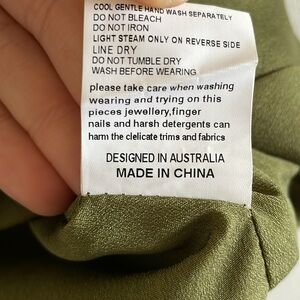 COOL GENTLE HAND WASH SEPARATELY
DO NOT BLEACH
DO NOT IRON
LIGHT STEAM ONLY ON REVERSE SIDE
LINE DRY
DO NOT TUMBLE DRY
WASH BEFORE WEARING
please take care when washing
wearing and trying on this
pieces jewellery,finger
nails and harsh detergents can
harm the clelicate trims and fabrics
DESIGNED IN AUSTRALIA
MADE IN CHINA